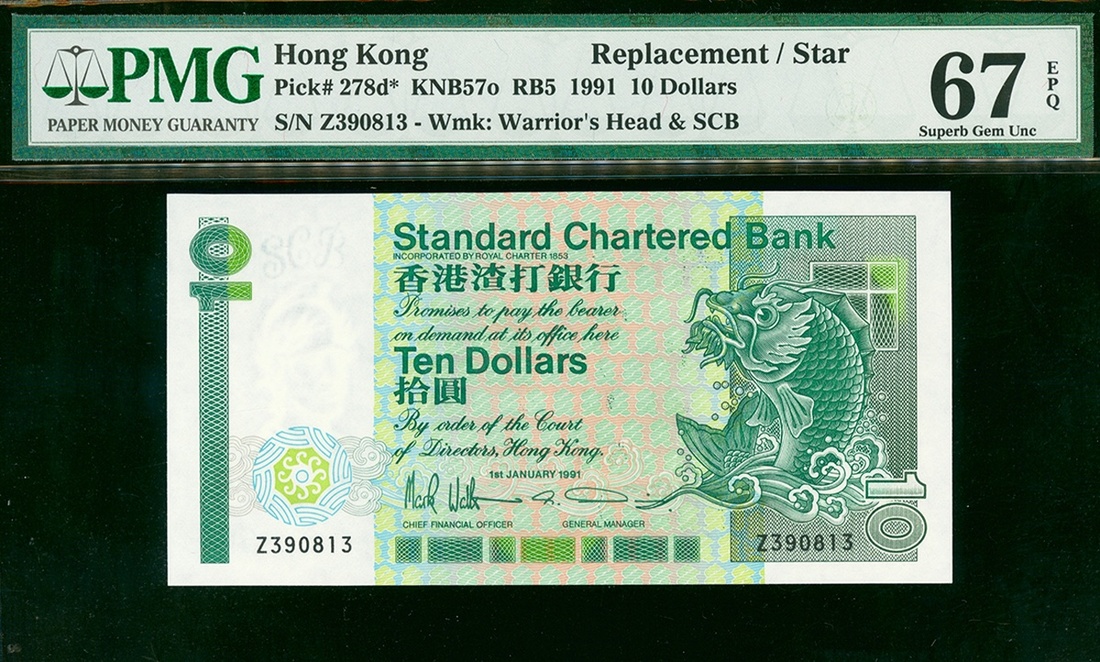 PMG
PAPER MONEY GUARANTY
Hong Kong Replacement / Star
Pick# 278d* KNB57o RB5 1991 10 Dollars
S/N Z390813 - Wmk: Warrior's Head & SCB
67 EPQ
Superb Gem Unc
10
SCB
Standard Chartered Bank
INCORPORATED BY ROYAL CHARTER 1853
香港渣打銀行
Promises to pay the bearer
on demand at its office here
Ten Dollars
拾圓
By order of the Court
of Directors, Hong Kong.
1st JANUARY 1991
CHIEF FINANCIAL OFFICER GENERAL MANAGER
Z390813 Z390813
10